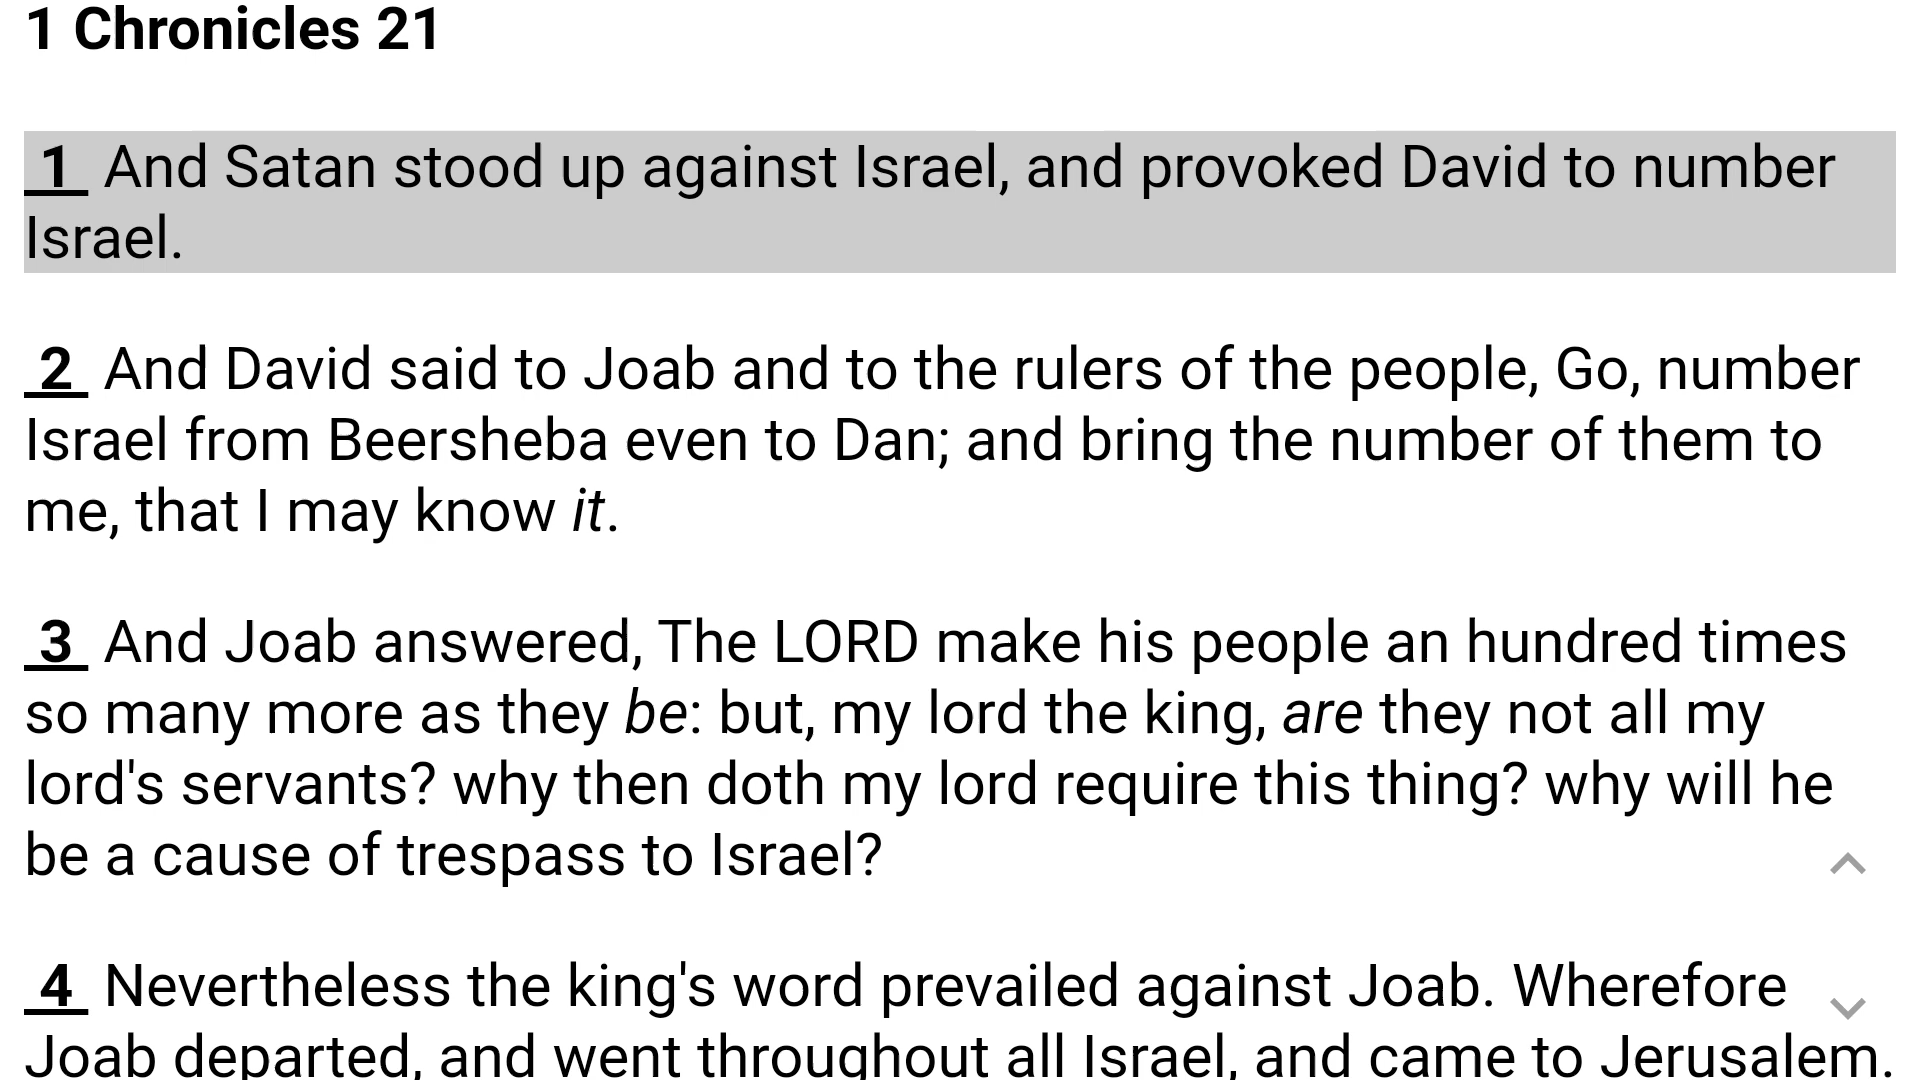 1 Chronicles 21
1 And Satan stood up against Israel, and provoked David to number
Israel.
2 And David said to Joab and to the rulers of the people, Go, number
Israel from Beersheba even to Dan; and bring the number of them to
me, that I may know it.
3 And Joab answered, The LORD make his people an hundred times
so many more as they be: but, my lord the king, are they not all my
lord's servants? why then doth my lord require this thing? why will he
be a cause of trespass to Israel?
4 Nevertheless the king's word prevailed against Joab. Wherefore
Joab departed, and went throughout all Israel, and came to Jerusalem.